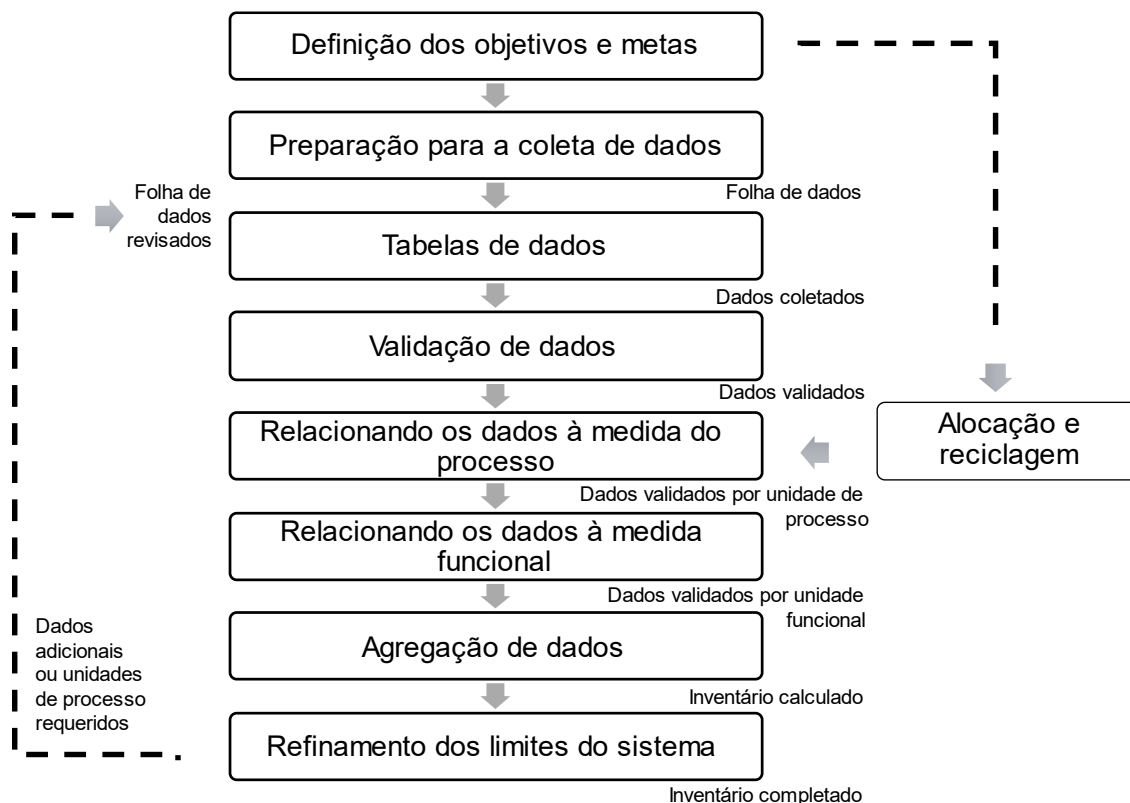 Definição dos objetivos e metas
Preparação para a coleta de dados
Folha de
dados
revisados
Folha de dados
Tabelas de dados
Dados coletados
Validação de dados
Dados validados
Relacionando os dados à medida do
processo
Alocação e
reciclagem
Dados validados por unidade de
processo
Relacionando os dados à medida
funcional
Dados validados por unidade
funcional
Agregação de dados
Dados
adicionais
ou unidades
de processo
requeridos
Inventário calculado
Refinamento dos limites do sistema
Inventário completado